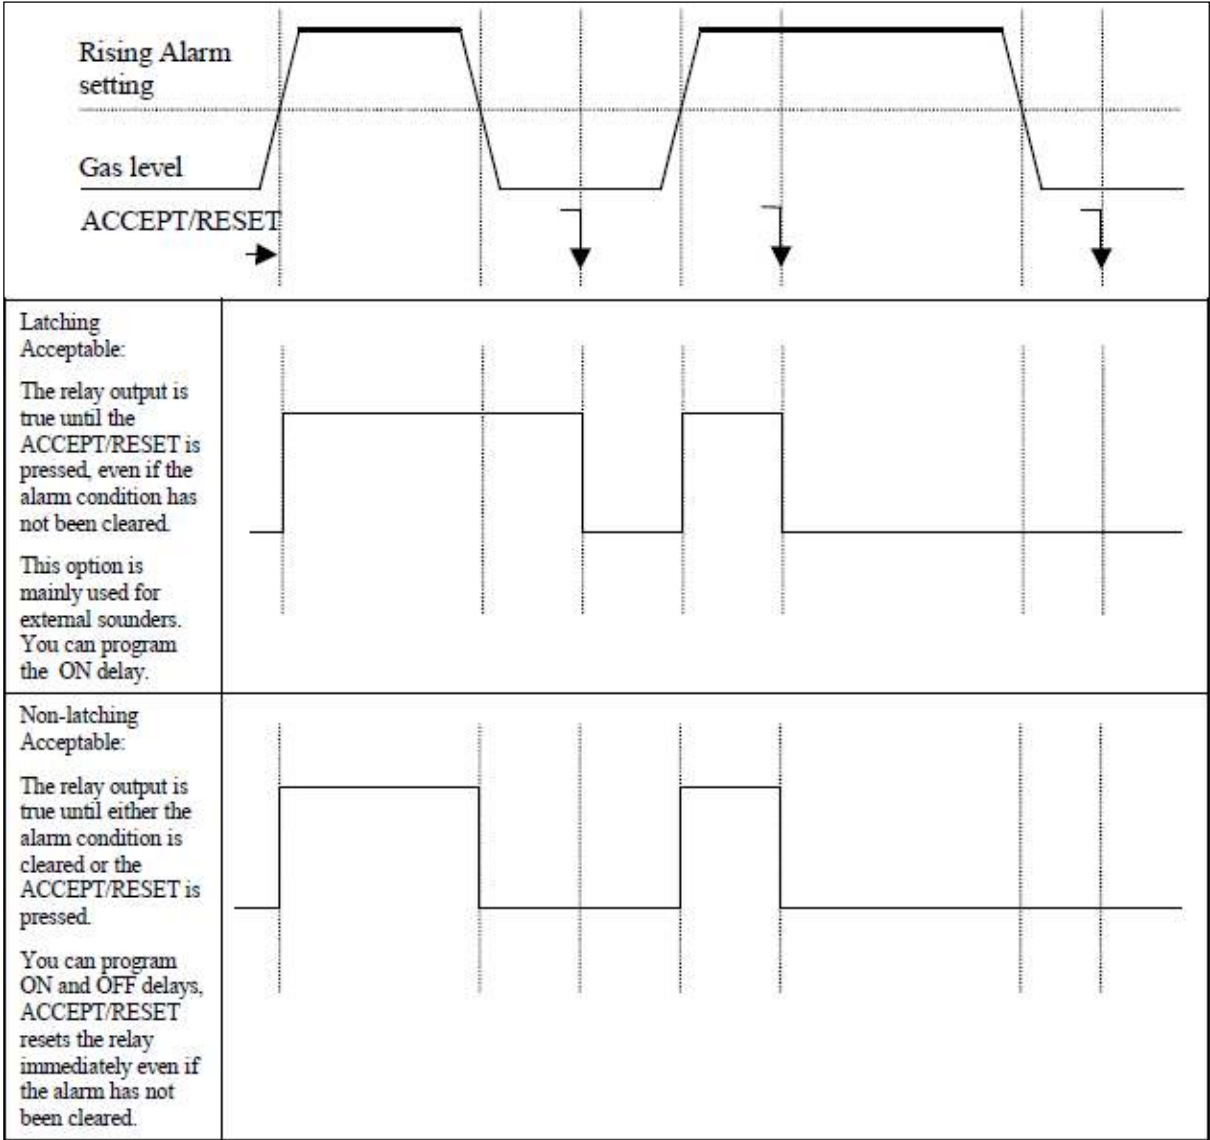 Rising Alarm
setting
Gas level
ACCEPT/RESET
Latching
Acceptable:
The relay output is
true until the
ACCEPT/RESET is
pressed, even if the
alarm condition has
not been cleared.
This option is
mainly used for
external sounders.
You can program
the ON delay.
Non-latching
Acceptable:
The relay output is
true until either the
alarm condition is
cleared or the
ACCEPT/RESET is
pressed.
You can program
ON and OFF delays,
ACCEPT/RESET
resets the relay
immediately even if
the alarm has not
been cleared.